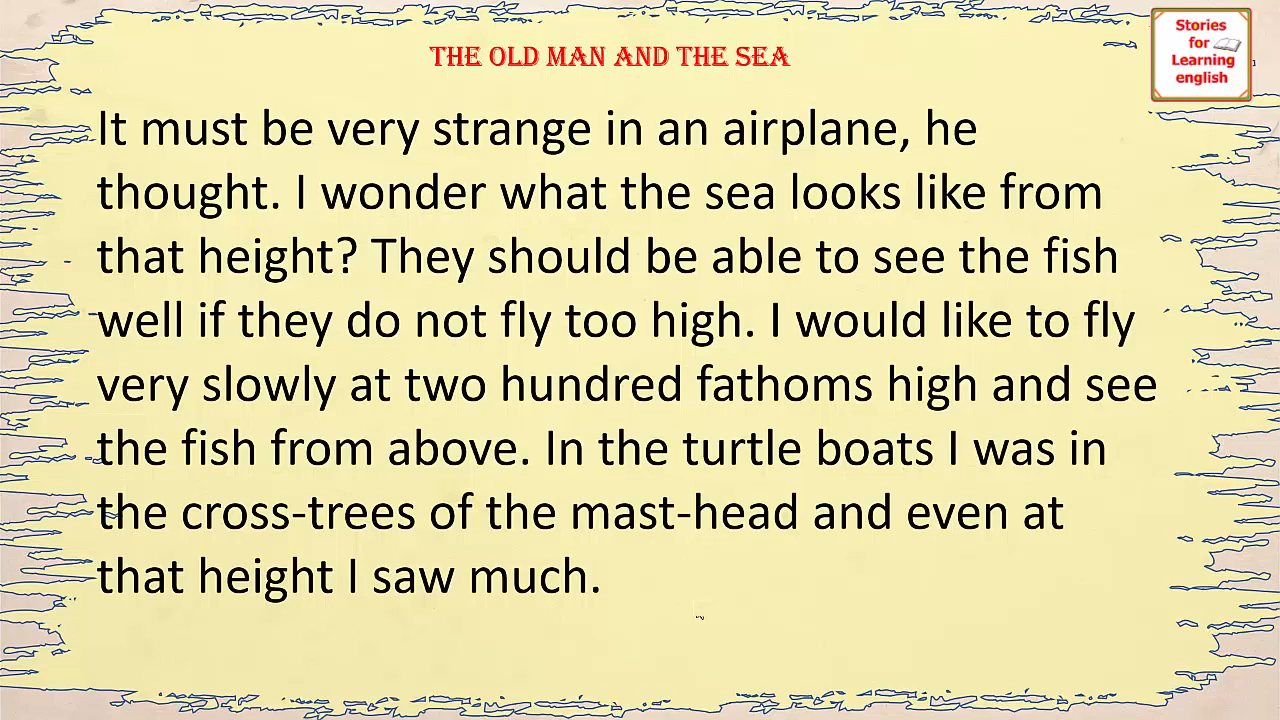 THE OLD MAN AND THE SEA
Stories
for
Learning
english
It must be very strange in an airplane, he
thought. I wonder what the sea looks like from
that height? They should be able to see the fish
well if they do not fly too high. I would like to fly
very slowly at two hundred fathoms high and see
the fish from above. In the turtle boats I was in
the cross-trees of the mast-head and even at
that height I saw much.